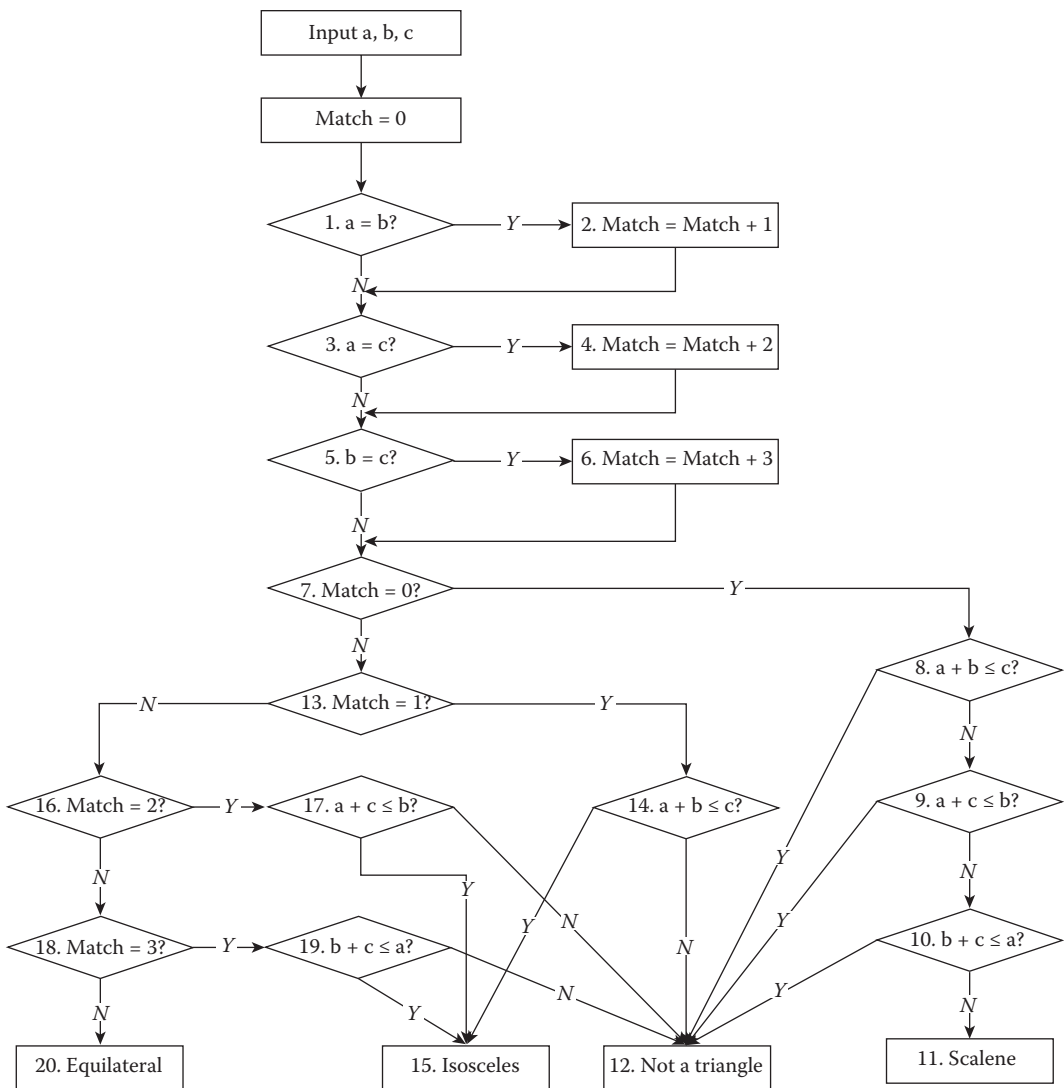 Input a, b, c
Match = 0
1. a = b?
Y
2. Match = Match + 1
N
3. a = c?
Y
4. Match = Match + 2
N
5. b = c?
Y
6. Match = Match + 3
N
7. Match = 0?
Y
N
8. a + b ≤ c?
N
13. Match = 1?
Y
N
16. Match = 2?
Y
17. a + c ≤ b?
14. a + b ≤ c?
9. a + c ≤ b?
Y
N
N
Y
Y
N
Y
18. Match = 3?
Y
19. b + c ≤ a?
N
10. b + c ≤ a?
N
Y
N
Y
N
20. Equilateral
15. Isosceles
12. Not a triangle
11. Scalene